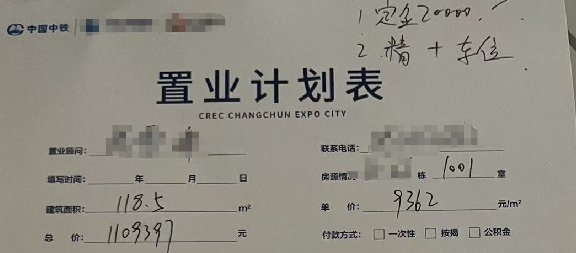 中国中铁
1 定金20000.
2.精 + 车位
置业计划表
CREC CHANGCHUN EXPO CITY
置业顾问: 联系电话:
填写时间: 年 月 日 房源情况 栋 1001 室
建筑面积: 118.5 m² 单 价: 9362 元/m²
总 价: 1109397 元 付款方式: □一次性 □按揭 □公积金